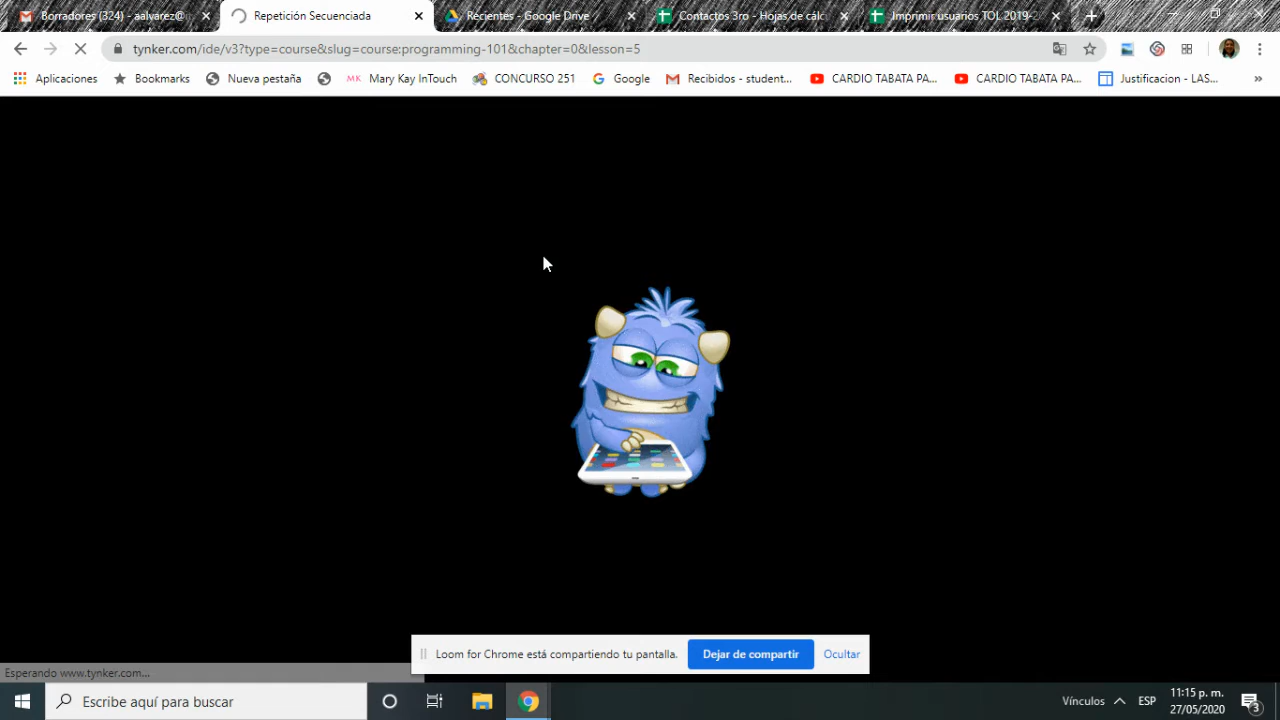 Borradores (324) - aalvarez@
Repetición Secuenciada
Recientes - Google Drive
Contactos 3ro - Hojas de cálc
Imprimir usuarios TOL 2019-2
tynker.com/ide/v3?type=course&slug=course:programming-101&chapter=0&lesson=5
Aplicaciones
Bookmarks
Nueva pestaña
MK Mary Kay InTouch
CONCURSO 251
Google
Recibidos - student...
CARDIO TABATA PA...
CARDIO TABATA PA...
Justificacion - LAS...
»
Loom for Chrome está compartiendo tu pantalla.
Dejar de compartir
Ocultar
Esperando www.tynker.com...
Escribe aquí para buscar
Vínculos
ESP
11:15 p. m.
27/05/2020
3